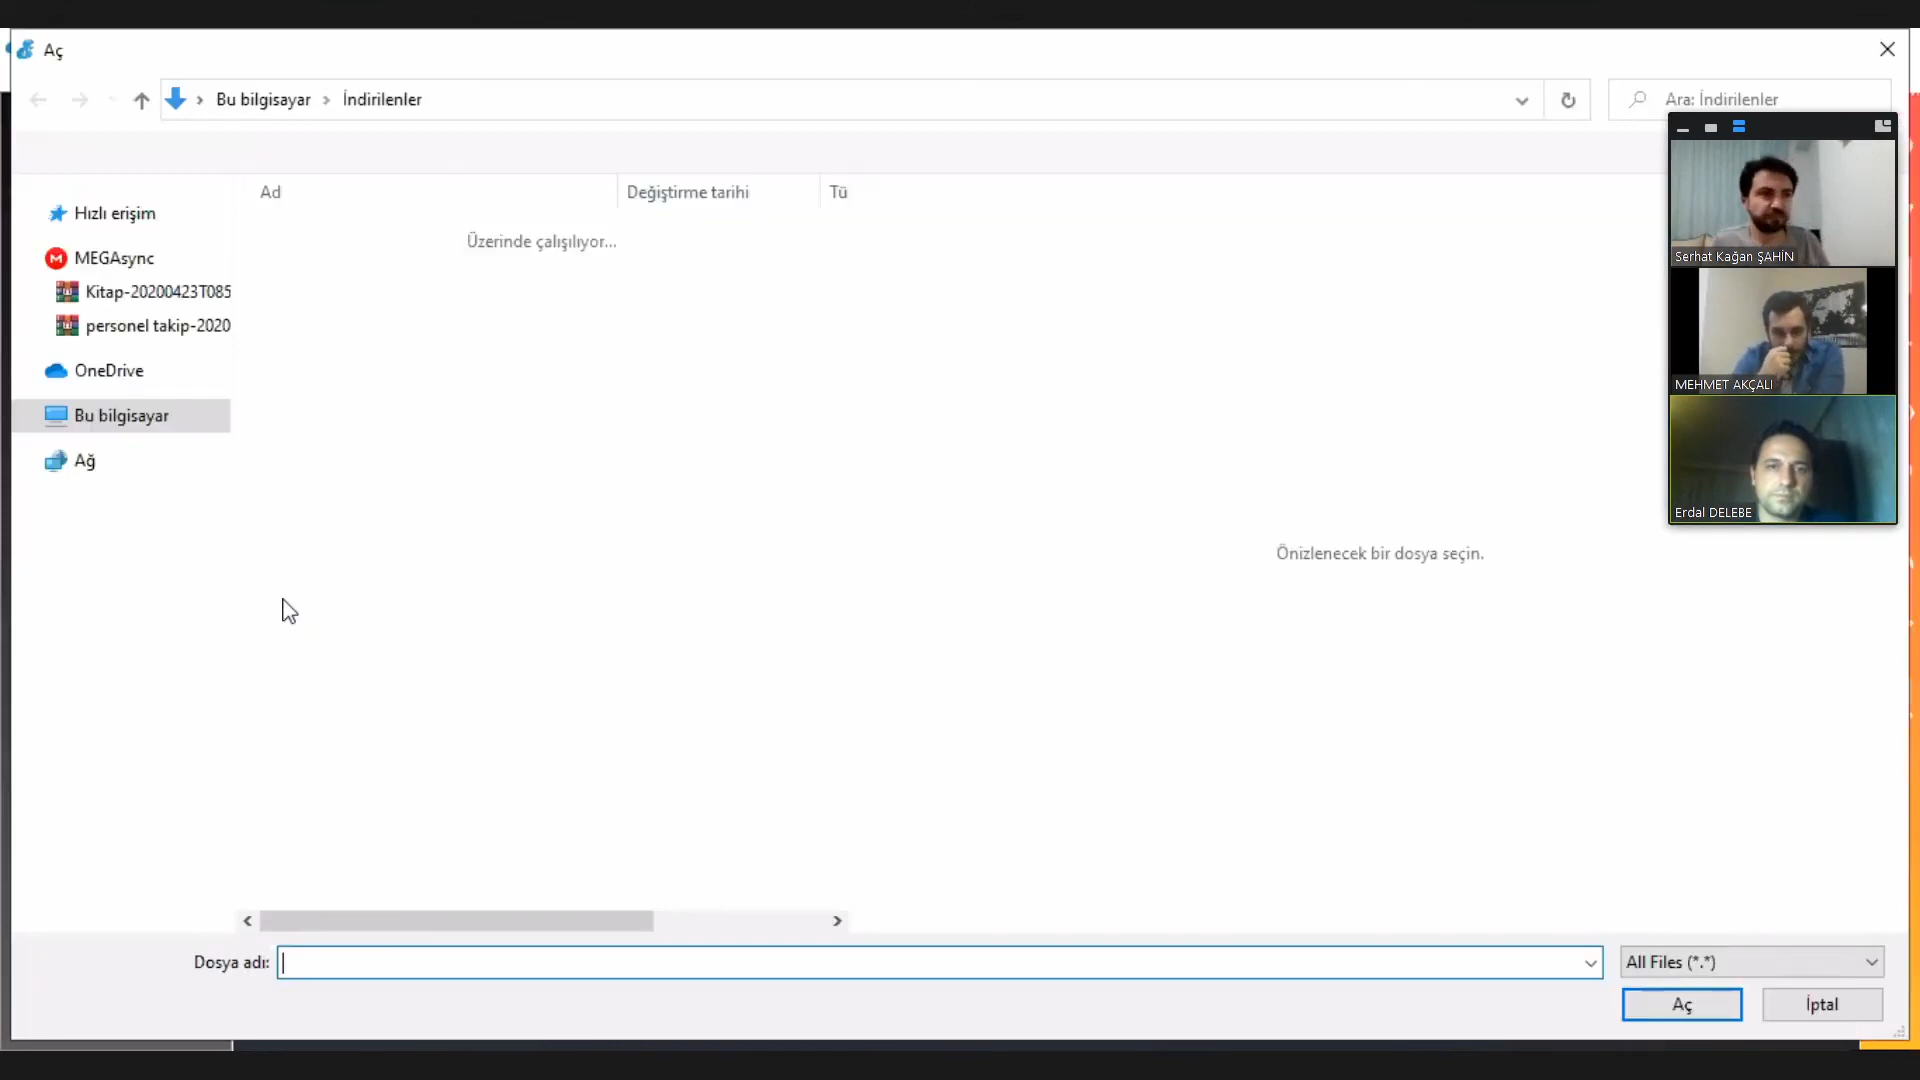 Aç
Bu bilgisayar
İndirilenler
Ara: İndirilenler
Ad
Değiştirme tarihi
Tü
Üzerinde çalışılıyor...
Hızlı erişim
MEGAsync
Kitap-20200423T085
personel takip-2020
OneDrive
Bu bilgisayar
Ağ
Serhat Kağan ŞAHİN
MEHMET AKÇALI
Erdal DELEBE
Önizlenecek bir dosya seçin.
Dosya adı:
All Files (*.*)
Aç
İptal